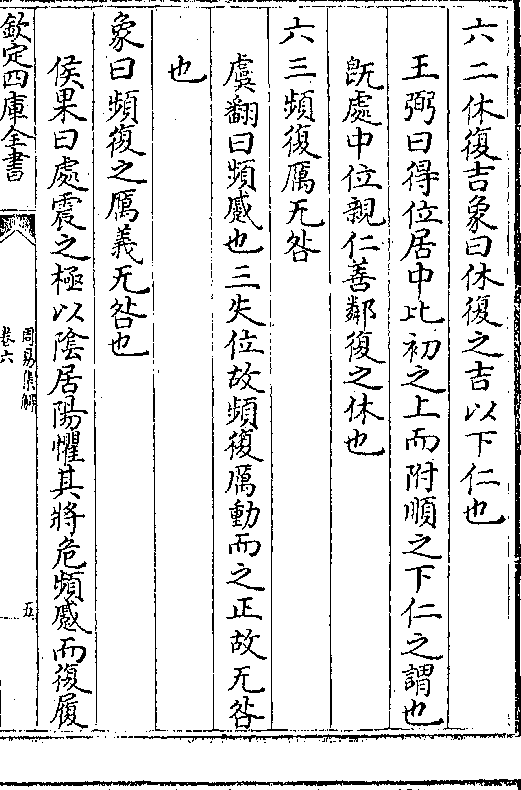 六二休復吉象曰休復之吉以下仁也
王弼曰得位居中比初之上而附順之下仁之謂也
既處中位親仁善鄰復之休也
六三頻復厲无咎
虞翻曰頻蹙也三失位故頻復厲動而之正故无咎
也
象曰頻復之厲義无咎也
侯果曰處震之極以陰居陽懼其將危頻蹙而復履
欽定四庫全書
周易集解
卷六
五